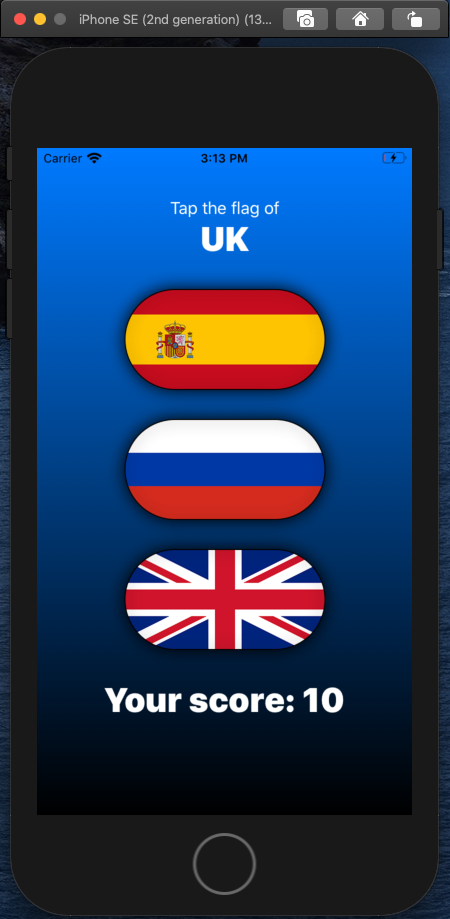 iPhone SE (2nd generation) (13...
Carrier 3:13 PM
Tap the flag of
UK
Your score: 10